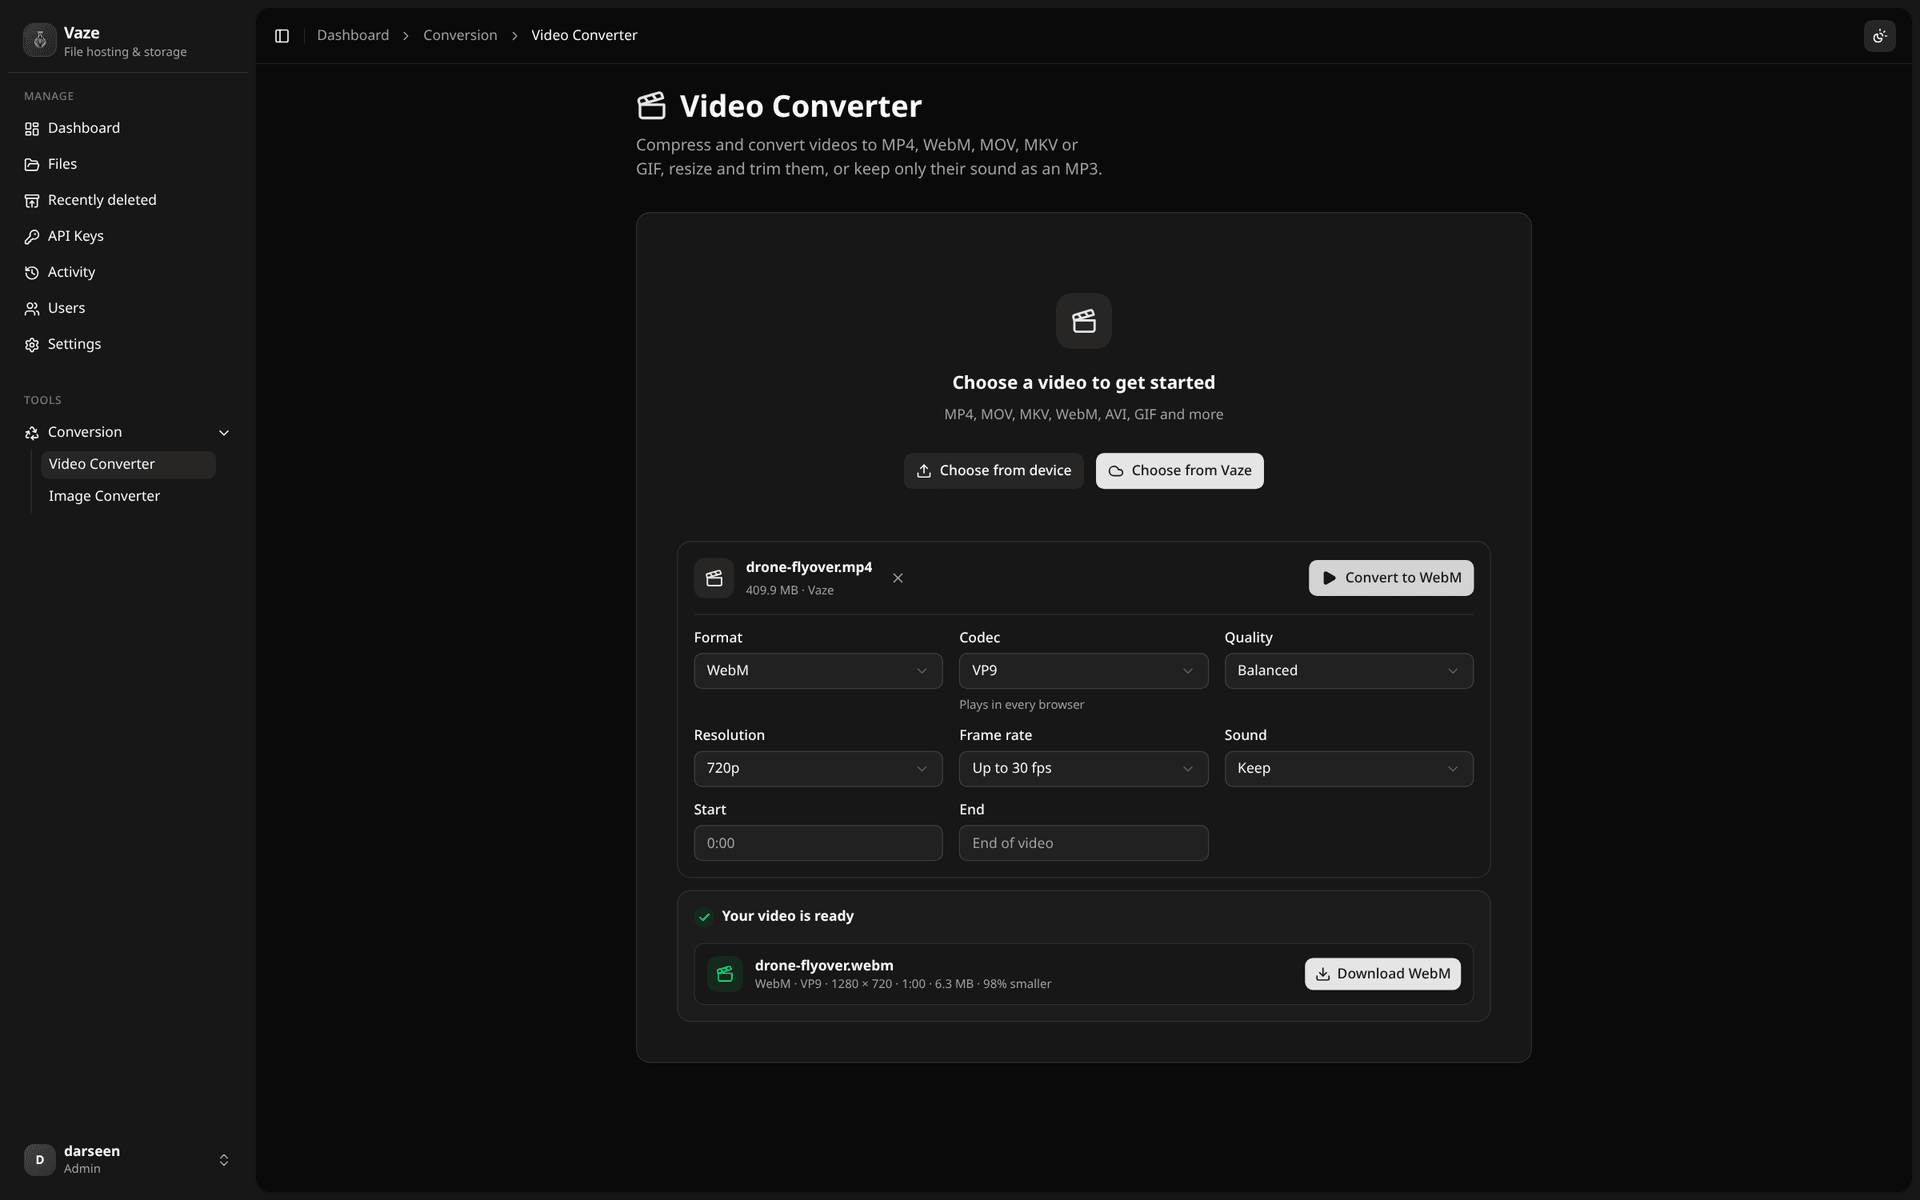 Vaze
File hosting & storage
MANAGE
Dashboard
Files
Recently deleted
API Keys
Activity
Users
Settings
TOOLS
Conversion
Video Converter
Image Converter
D
darseen
Admin
Dashboard > Conversion > Video Converter
Video Converter
Compress and convert videos to MP4, WebM, MOV, MKV or
GIF, resize and trim them, or keep only their sound as an MP3.
Choose a video to get started
MP4, MOV, MKV, WebM, AVI, GIF and more
Choose from device
Choose from Vaze
drone-flyover.mp4
409.9 MB · Vaze
Convert to WebM
Format
WebM
Codec
VP9
Plays in every browser
Quality
Balanced
Resolution
720p
Frame rate
Up to 30 fps
Sound
Keep
Start
0:00
End
End of video
Your video is ready
drone-flyover.webm
WebM · VP9 · 1280 × 720 · 1:00 · 6.3 MB · 98% smaller
Download WebM